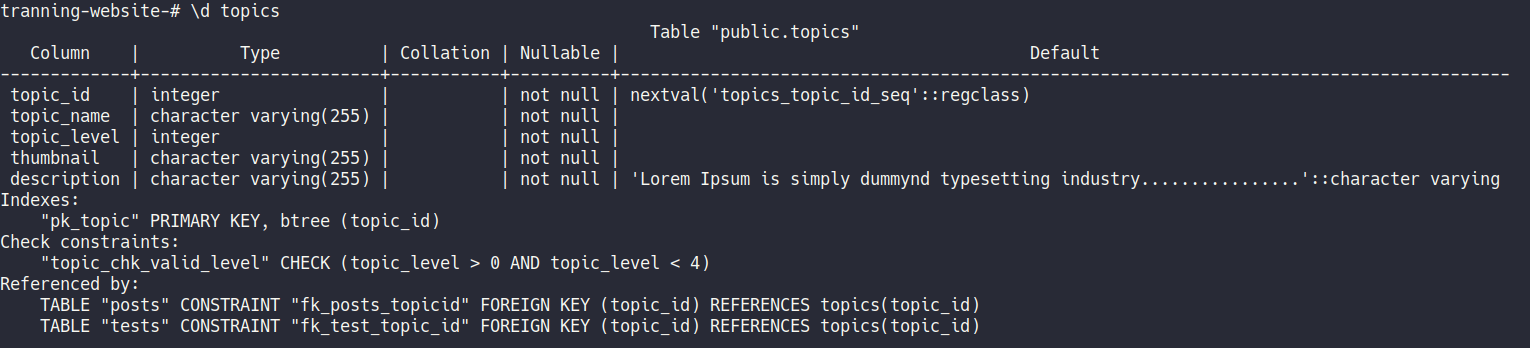 tranning-website-# \d topics
                                                                 Table "public.topics"
   Column    |          Type          | Collation | Nullable |                                         Default
-------------+------------------------+-----------+----------+-----------------------------------------------------------------------------------------
 topic_id    | integer                |           | not null | nextval('topics_topic_id_seq'::regclass)
 topic_name  | character varying(255) |           | not null |
 topic_level | integer                |           | not null |
 thumbnail   | character varying(255) |           | not null |
 description | character varying(255) |           | not null | 'Lorem Ipsum is simply dummynd typesetting industry................'::character varying
Indexes:
    "pk_topic" PRIMARY KEY, btree (topic_id)
Check constraints:
    "topic_chk_valid_level" CHECK (topic_level > 0 AND topic_level < 4)
Referenced by:
    TABLE "posts" CONSTRAINT "fk_posts_topicid" FOREIGN KEY (topic_id) REFERENCES topics(topic_id)
    TABLE "tests" CONSTRAINT "fk_test_topic_id" FOREIGN KEY (topic_id) REFERENCES topics(topic_id)